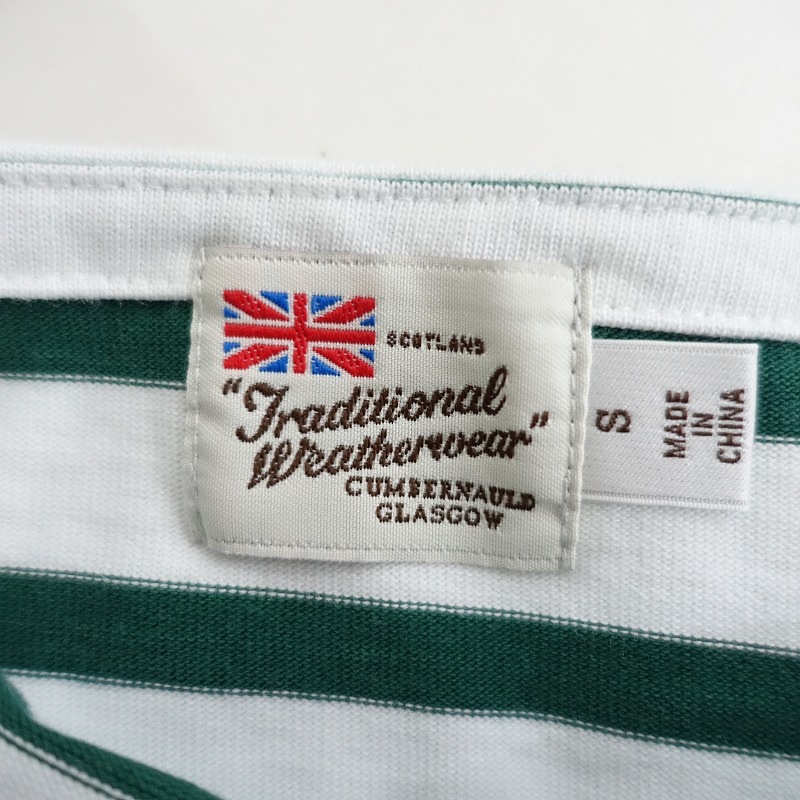 SCOTLAND
"Traditional
Weatherwear"
CUMBERNAULD
GLASGOW
S
MADE
IN
CHINA